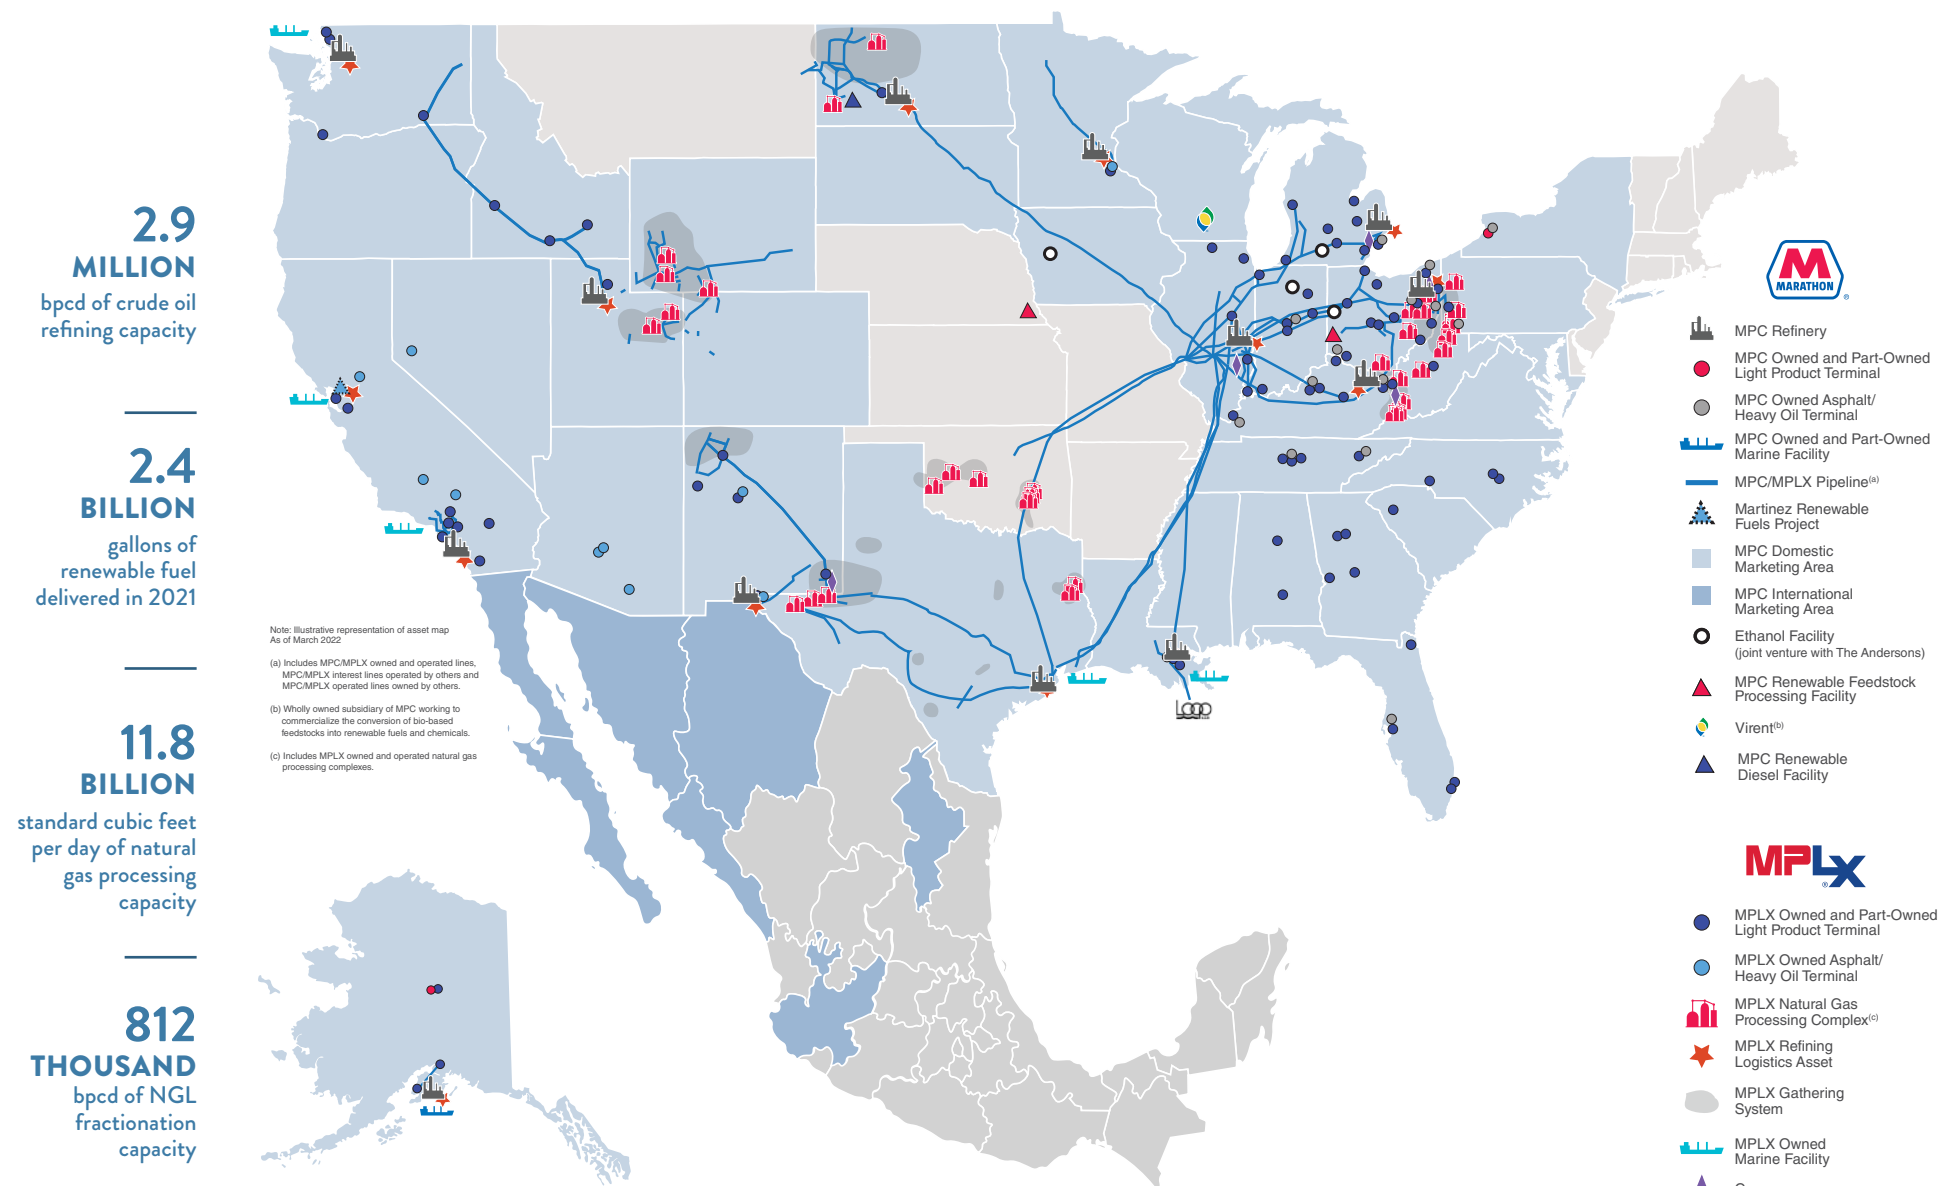 2.9
MILLION
bpcd of crude oil
refining capacity
2.4
BILLION
gallons of
renewable fuel
delivered in 2021
11.8
BILLION
standard cubic feet
per day of natural
gas processing
capacity
812
THOUSAND
bpcd of NGL
fractionation
capacity
Note: Illustrative representation of asset map
As of March 2022
(a) Includes MPC/MPLX owned and operated lines,
MPC/MPLX interest lines operated by others and
MPC/MPLX operated lines owned by others.
(b) Wholly owned subsidiary of MPC working to
commercialize the conversion of bio-based
feedstocks into renewable fuels and chemicals.
(c) Includes MPLX owned and operated natural gas
processing complexes.
LOOP
M
MARATHON
®
MPC Refinery
MPC Owned and Part-Owned
Light Product Terminal
MPC Owned Asphalt/
Heavy Oil Terminal
MPC Owned and Part-Owned
Marine Facility
MPC/MPLX Pipeline(a)
Martinez Renewable
Fuels Project
MPC Domestic
Marketing Area
MPC International
Marketing Area
Ethanol Facility
(joint venture with The Andersons)
MPC Renewable Feedstock
Processing Facility
Virent(b)
MPC Renewable
Diesel Facility
MPLX
®
MPLX Owned and Part-Owned
Light Product Terminal
MPLX Owned Asphalt/
Heavy Oil Terminal
MPLX Natural Gas
Processing Complex(c)
MPLX Refining
Logistics Asset
MPLX Gathering
System
MPLX Owned
Marine Facility